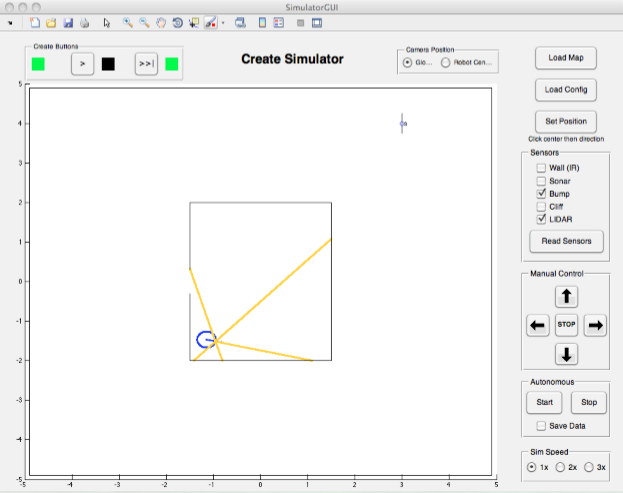 SimulatorGUI
Create Buttons
>
>>|
Create Simulator
Camera Position
Glo...
Robot Cen...
Load Map
Load Config
Set Position
Click center then direction
Sensors
Wall (IR)
Sonar
Bump
Cliff
LIDAR
Read Sensors
Manual Control
STOP
Autonomous
Start Stop
Save Data
Sim Speed
1x 2x 3x
5
4
3
2
1
0
-1
-2
-3
-4
-5
-5 -4 -3 -2 -1 0 1 2 3 4 5